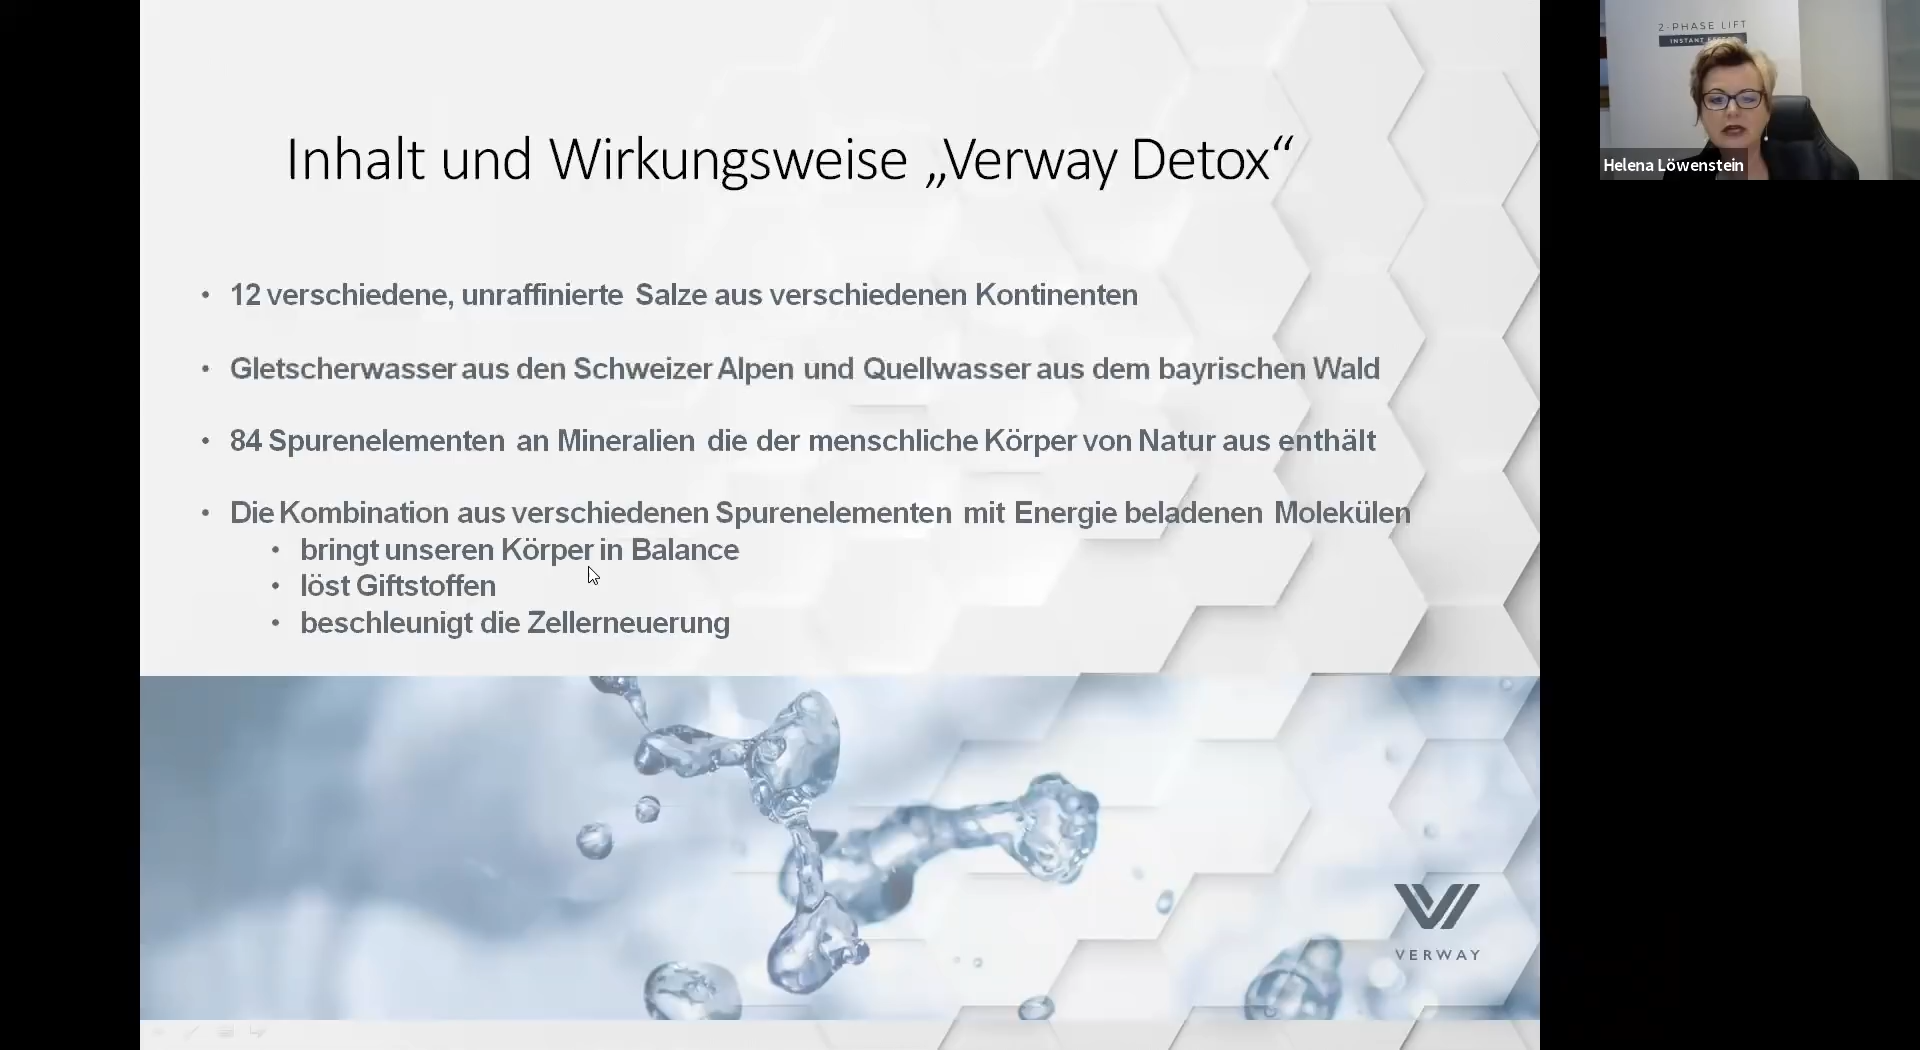 Inhalt und Wirkungsweise „Verway Detox“
• 12 verschiedene, unraffinierte Salze aus verschiedenen Kontinenten
• Gletscherwasser aus den Schweizer Alpen und Quellwasser aus dem bayrischen Wald
• 84 Spurenelementen an Mineralien die der menschliche Körper von Natur aus enthält
• Die Kombination aus verschiedenen Spurenelementen mit Energie beladenen Molekülen
• bringt unseren Körper in Balance
• löst Giftstoffen
• beschleunigt die Zellerneuerung
VERWAY
2-PHASE LIFT
INSTANT
Helena Löwenstein